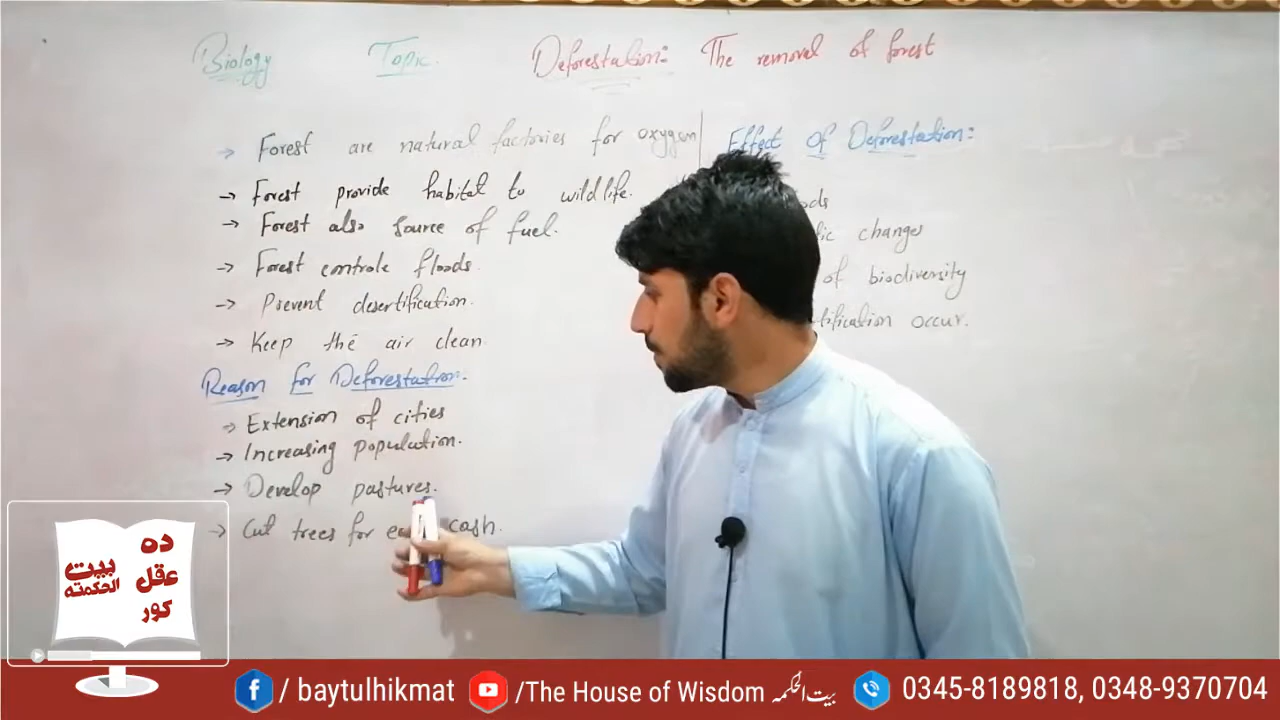 Biology Topic Deforestation: The removal of forest
→ Forest are natural factories for oxygen
→ Forest provide habitat to wildlife.
→ Forest also source of fuel.
→ Forest controle floods.
→ Prevent desertification.
→ Keep the air clean.
Reason for Deforestation:
→ Extension of cities
→ Increasing population.
→ Develop pastures.
→ Cut trees for cash.
Effect of Deforestation:
changes
of biodiversity
occur.
ده
عقل
کور
بیت
الحکمته
/ baytulhikmat /The House of Wisdom بیت الحکمہ 0345-8189818, 0348-9370704